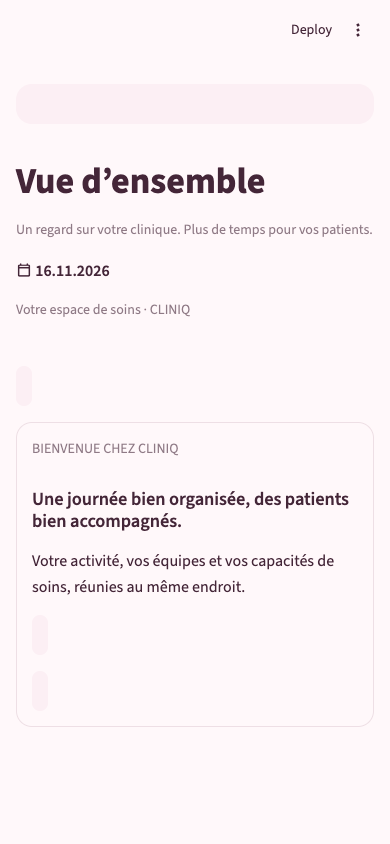 Deploy
Vue d’ensemble
Un regard sur votre clinique. Plus de temps pour vos patients.
16.11.2026
Votre espace de soins · CLINIQ
BIENVENUE CHEZ CLINIQ
Une journée bien organisée, des patients
bien accompagnés.
Votre activité, vos équipes et vos capacités de
soins, réunies au même endroit.